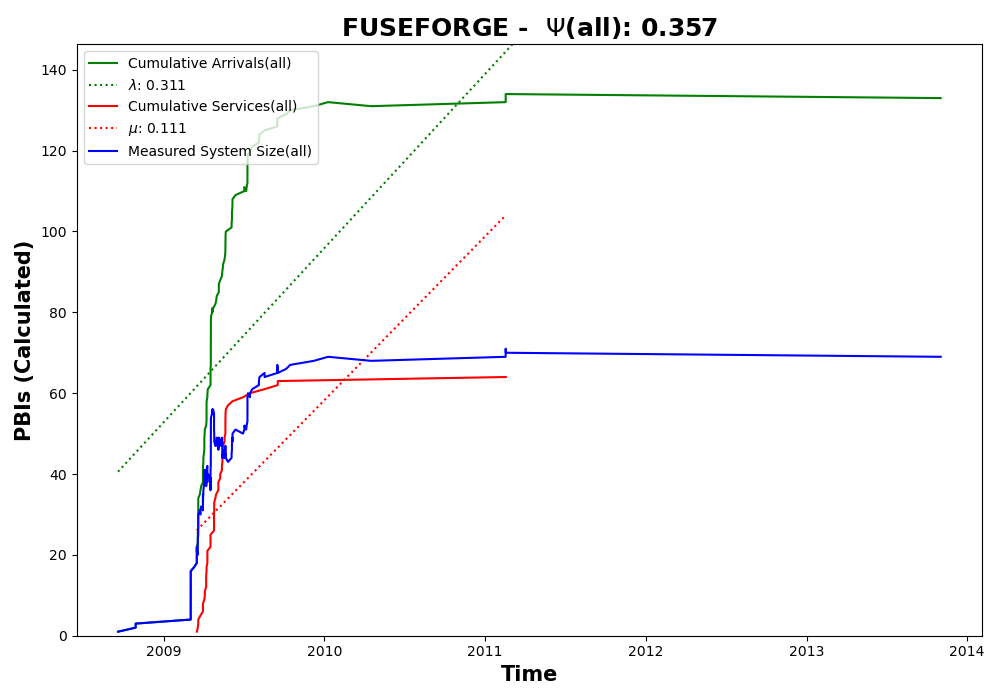 FUSEFORGE - Ψ(all): 0.357
Cumulative Arrivals(all)
λ: 0.311
Cumulative Services(all)
μ: 0.111
Measured System Size(all)
PBIs (Calculated)
140
120
100
80
60
40
20
0
2009 2010 2011 2012 2013 2014
Time